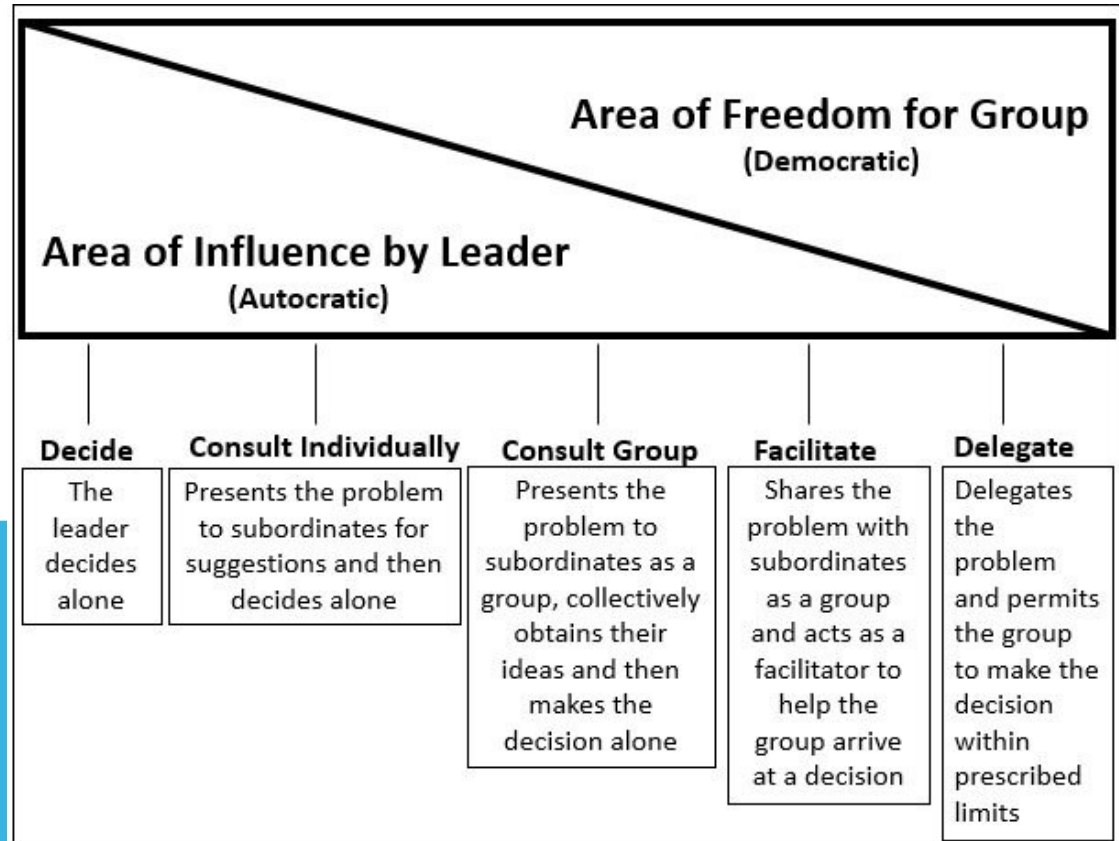 Area of Freedom for Group
(Democratic)
Area of Influence by Leader
(Autocratic)
Decide
The
leader
decides
alone
Consult Individually
Presents the problem
to subordinates for
suggestions and then
decides alone
Consult Group
Presents the
problem to
subordinates as a
group, collectively
obtains their
ideas and then
makes the
decision alone
Facilitate
Shares the
problem with
subordinates
as a group
and acts as a
facilitator to
help the
group arrive
at a decision
Delegate
Delegates
the
problem
and permits
the group
to make the
decision
within
prescribed
limits